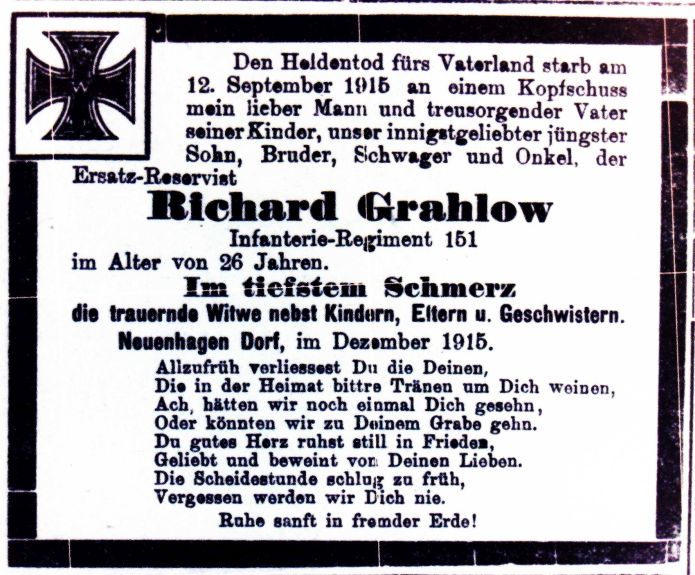 W
Den Heldentod fürs Vaterland starb am
12. September 1915 an einem Kopfschuss
mein lieber Mann und treusorgender Vater
seiner Kinder, unser innigstgeliebter jüngster
Sohn, Bruder, Schwager und Onkel, der
Ersatz-Reservist
Richard Grahlow
Infanterie-Regiment 151
im Alter von 26 Jahren.
Im tiefstem Schmerz
die trauernde Witwe nebst Kindern, Eltern u. Geschwistern.
Neuenhagen Dorf, im Dezember 1915.
Allzufrüh verliessest Du die Deinen,
Die in der Heimat bittre Tränen um Dich weinen,
Ach, hätten wir noch einmal Dich gesehn,
Oder könnten wir zu Deinem Grabe gehn.
Du gutes Herz ruhst still in Frieden,
Geliebt und beweint von Deinen Lieben.
Die Scheidestunde schlug zu früh,
Vergessen werden wir Dich nie.
Ruhe sanft in fremder Erde!